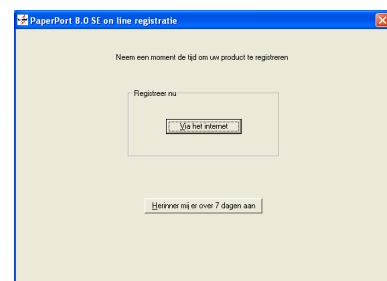 PaperPort 8.0 SE on line registratie
Neem een moment de tijd om uw product te registreren
Registreer nu
Via het internet
Herinner mij er over 7 dagen aan